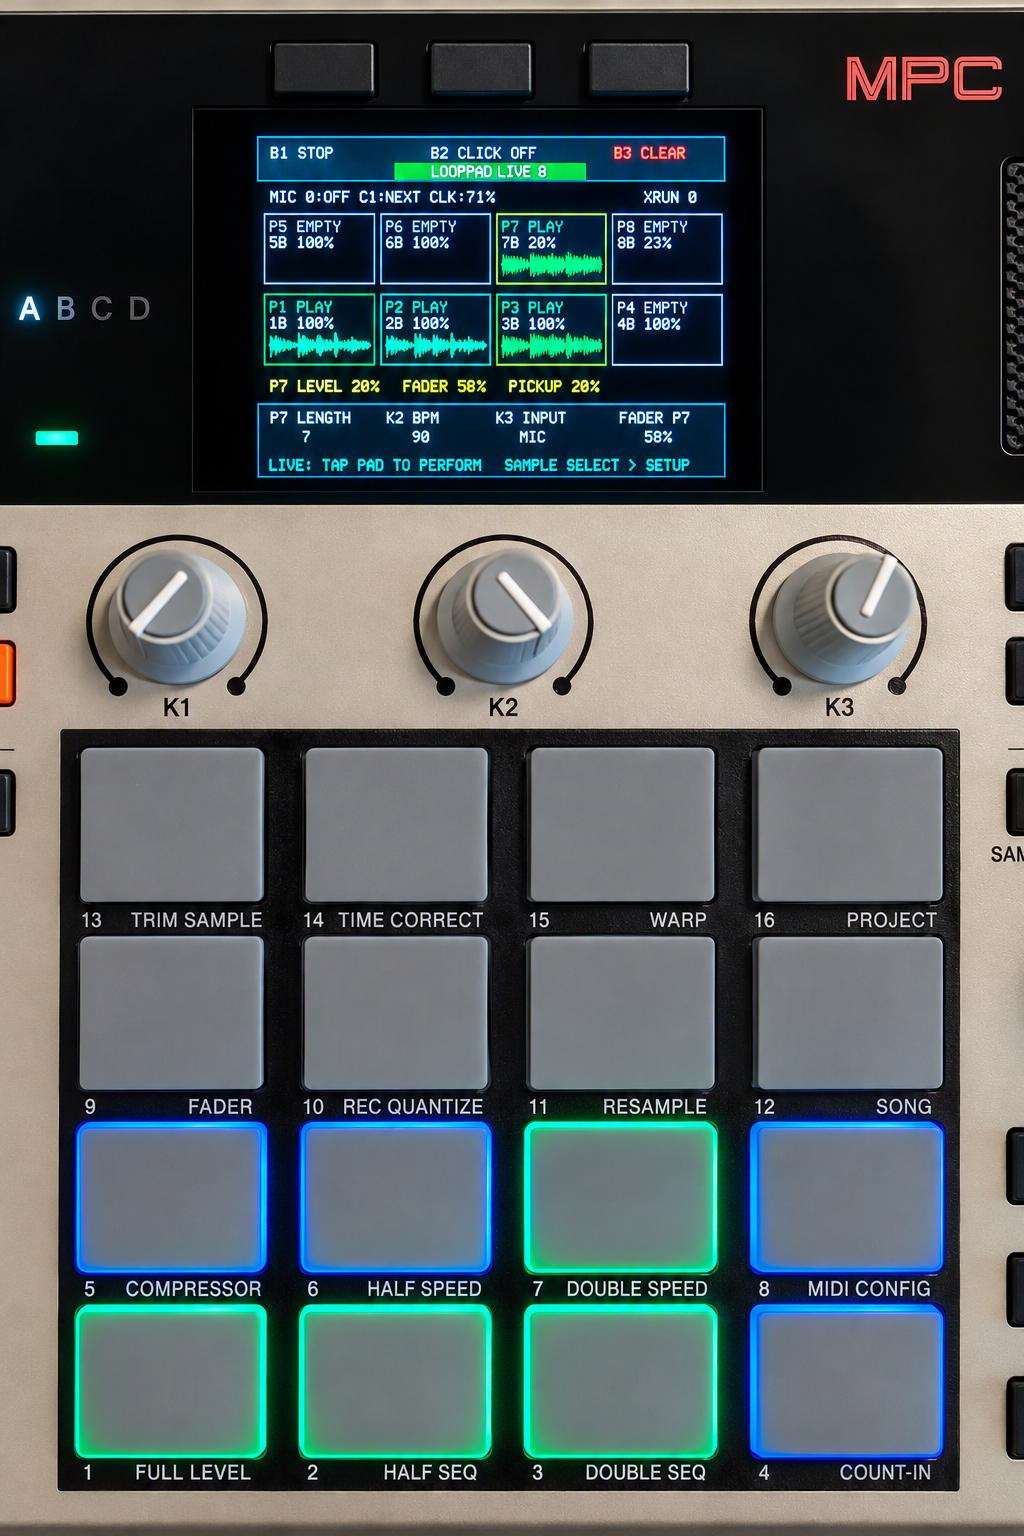 MPC
B1 STOP B2 CLICK OFF B3 CLEAR
LOOPPAD LIVE 8
MIC 0:OFF C1:NEXT CLK:71% XRUN 0
P5 EMPTY P6 EMPTY P7 PLAY P8 EMPTY
5B 100% 6B 100% 7B 20% 8B 23%
A B C D
P1 PLAY P2 PLAY P3 PLAY P4 EMPTY
1B 100% 2B 100% 3B 100% 4B 100%
P7 LEVEL 20% FADER 58% PICKUP 20%
P7 LENGTH K2 BPM K3 INPUT FADER P7
7 90 MIC 58%
LIVE: TAP PAD TO PERFORM SAMPLE SELECT > SETUP
K1 K2 K3
SAM
13 TRIM SAMPLE 14 TIME CORRECT 15 WARP 16 PROJECT
9 FADER 10 REC QUANTIZE 11 RESAMPLE 12 SONG
5 COMPRESSOR 6 HALF SPEED 7 DOUBLE SPEED 8 MIDI CONFIG
1 FULL LEVEL 2 HALF SEQ 3 DOUBLE SEQ 4 COUNT-IN